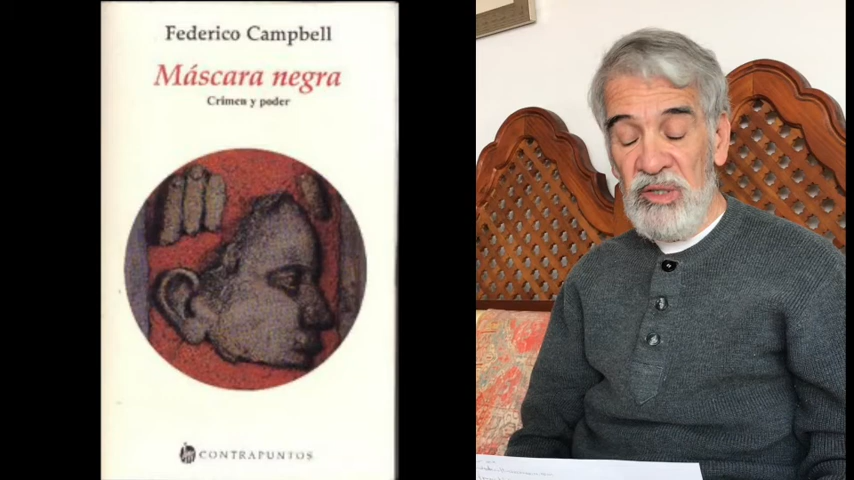 Federico Campbell
Máscara negra
Crimen y poder
CONTRAPUNTOS